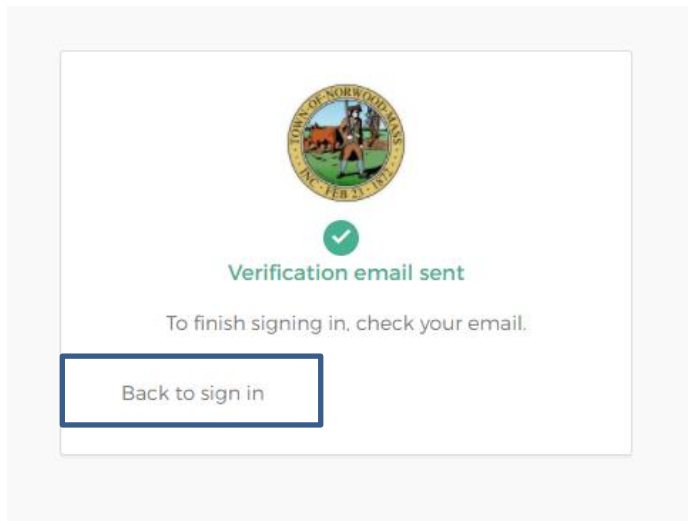 TOWN-OF-NORWOOD-MASS
INC - FEB 23 - 1872
Verification email sent
To finish signing in, check your email.
Back to sign in